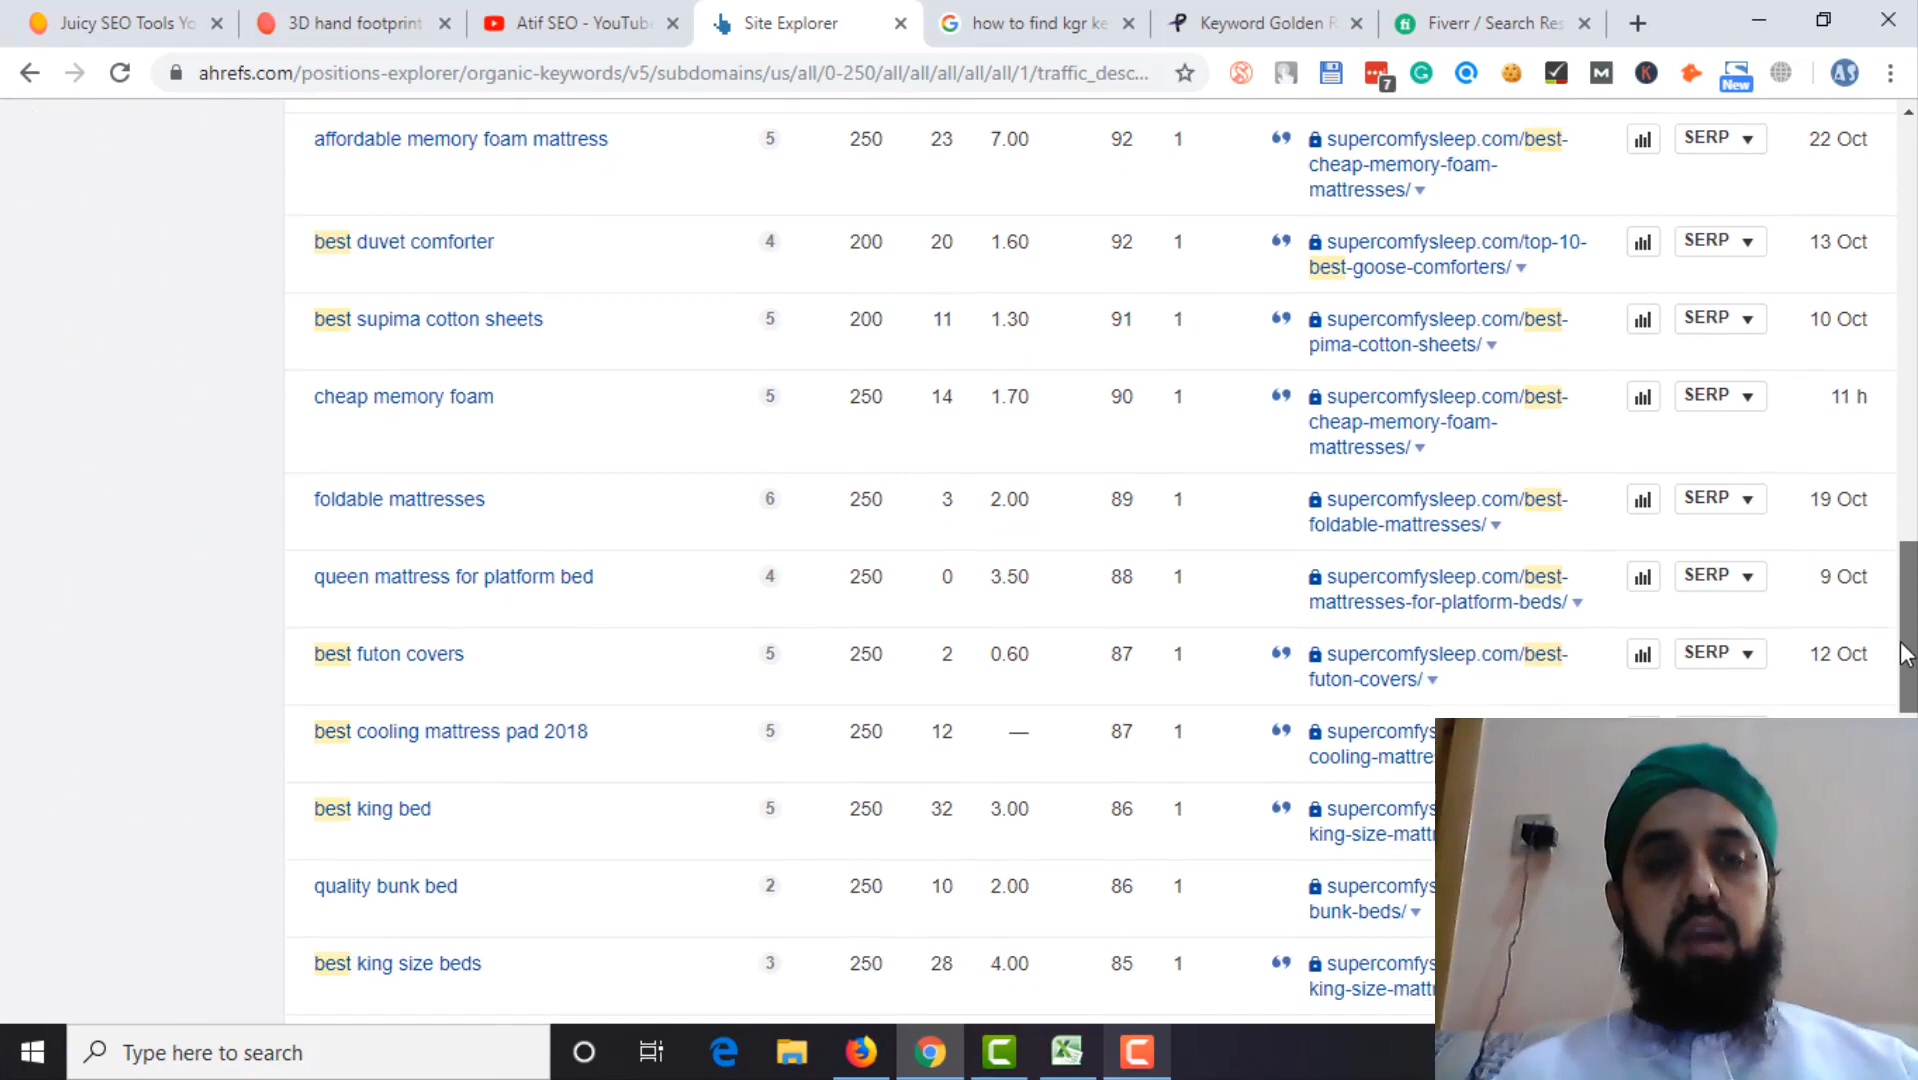 Juicy SEO Tools Yo
3D hand footprint
Atif SEO - YouTube
Site Explorer
how to find kgr ke
Keyword Golden R
Fiverr / Search Res
ahrefs.com/positions-explorer/organic-keywords/v5/subdomains/us/all/0-250/all/all/all/all/all/1/traffic_desc...
7
New
AS
affordable memory foam mattress 5 250 23 7.00 92 1 supercomfysleep.com/best- SERP 22 Oct
cheap-memory-foam-
mattresses/
best duvet comforter 4 200 20 1.60 92 1 supercomfysleep.com/top-10- SERP 13 Oct
best-goose-comforters/
best supima cotton sheets 5 200 11 1.30 91 1 supercomfysleep.com/best- SERP 10 Oct
pima-cotton-sheets/
cheap memory foam 5 250 14 1.70 90 1 supercomfysleep.com/best- SERP 11 h
cheap-memory-foam-
mattresses/
foldable mattresses 6 250 3 2.00 89 1 supercomfysleep.com/best- SERP 19 Oct
foldable-mattresses/
queen mattress for platform bed 4 250 0 3.50 88 1 supercomfysleep.com/best- SERP 9 Oct
mattresses-for-platform-beds/
best futon covers 5 250 2 0.60 87 1 supercomfysleep.com/best- SERP 12 Oct
futon-covers/
best cooling mattress pad 2018 5 250 12 — 87 1 supercomfys
cooling-mattre
best king bed 5 250 32 3.00 86 1 supercomfys
king-size-matt
quality bunk bed 2 250 10 2.00 86 1 supercomfys
bunk-beds/
best king size beds 3 250 28 4.00 85 1 supercomfys
king-size-matt
Type here to search